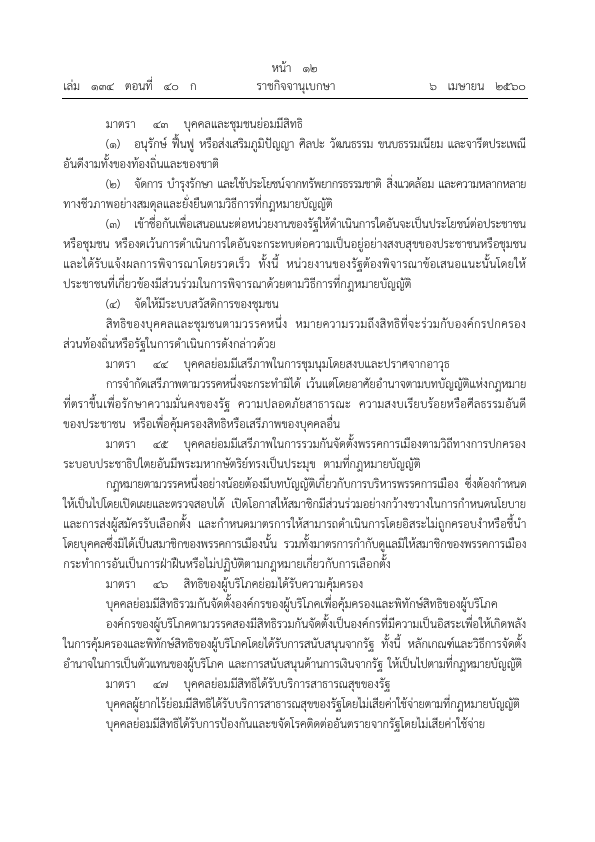 หน้า ๑๒
เล่ม ๑๓๔ ตอนที่ ๔๐ ก ราชกิจจานุเบกษา ๖ เมษายน ๒๕๖๐
มาตรา ๔๓ บุคคลและชุมชนย่อมมีสิทธิ
(๑) อนุรักษ์ ฟื้นฟู หรือส่งเสริมภูมิปัญญา ศิลปะ วัฒนธรรม ขนบธรรมเนียม และจารีตประเพณี
อันดีงามทั้งของท้องถิ่นและของชาติ
(๒) จัดการ บำรุงรักษา และใช้ประโยชน์จากทรัพยากรธรรมชาติ สิ่งแวดล้อม และความหลากหลาย
ทางชีวภาพอย่างสมดุลและยั่งยืนตามวิธีการที่กฎหมายบัญญัติ
(๓) เข้าชื่อกันเพื่อเสนอแนะต่อหน่วยงานของรัฐให้ดำเนินการใดอันจะเป็นประโยชน์ต่อประชาชน
หรือชุมชน หรืองดเว้นการดำเนินการใดอันจะกระทบต่อความเป็นอยู่อย่างสงบสุขของประชาชนหรือชุมชน
และได้รับแจ้งผลการพิจารณาโดยรวดเร็ว ทั้งนี้ หน่วยงานของรัฐต้องพิจารณาข้อเสนอแนะนั้นโดยให้
ประชาชนที่เกี่ยวข้องมีส่วนร่วมในการพิจารณาด้วยตามวิธีการที่กฎหมายบัญญัติ
(๔) จัดให้มีระบบสวัสดิการของชุมชน
สิทธิของบุคคลและชุมชนตามวรรคหนึ่ง หมายความรวมถึงสิทธิที่จะร่วมกับองค์กรปกครอง
ส่วนท้องถิ่นหรือรัฐในการดำเนินการดังกล่าวด้วย
มาตรา ๔๔ บุคคลย่อมมีเสรีภาพในการชุมนุมโดยสงบและปราศจากอาวุธ
การจำกัดเสรีภาพตามวรรคหนึ่งจะกระทำมิได้ เว้นแต่โดยอาศัยอำนาจตามบทบัญญัติแห่งกฎหมาย
ที่ตราขึ้นเพื่อรักษาความมั่นคงของรัฐ ความปลอดภัยสาธารณะ ความสงบเรียบร้อยหรือศีลธรรมอันดี
ของประชาชน หรือเพื่อคุ้มครองสิทธิหรือเสรีภาพของบุคคลอื่น
มาตรา ๔๕ บุคคลย่อมมีเสรีภาพในการรวมกันจัดตั้งพรรคการเมืองตามวิถีทางการปกครอง
ระบอบประชาธิปไตยอันมีพระมหากษัตริย์ทรงเป็นประมุข ตามที่กฎหมายบัญญัติ
กฎหมายตามวรรคหนึ่งอย่างน้อยต้องมีบทบัญญัติเกี่ยวกับการบริหารพรรคการเมือง ซึ่งต้องกำหนด
ให้เป็นไปโดยเปิดเผยและตรวจสอบได้ เปิดโอกาสให้สมาชิกมีส่วนร่วมอย่างกว้างขวางในการกำหนดนโยบาย
และการส่งผู้สมัครรับเลือกตั้ง และกำหนดมาตรการให้สามารถดำเนินการโดยอิสระไม่ถูกครอบงำหรือชี้นำ
โดยบุคคลซึ่งมิได้เป็นสมาชิกของพรรคการเมืองนั้น รวมทั้งมาตรการกำกับดูแลมิให้สมาชิกของพรรคการเมือง
กระทำการอันเป็นการฝ่าฝืนหรือไม่ปฏิบัติตามกฎหมายเกี่ยวกับการเลือกตั้ง
มาตรา ๔๖ สิทธิของผู้บริโภคย่อมได้รับความคุ้มครอง
บุคคลย่อมมีสิทธิรวมกันจัดตั้งองค์กรของผู้บริโภคเพื่อคุ้มครองและพิทักษ์สิทธิของผู้บริโภค
องค์กรของผู้บริโภคตามวรรคสองมีสิทธิรวมกันจัดตั้งเป็นองค์กรที่มีความเป็นอิสระเพื่อให้เกิดพลัง
ในการคุ้มครองและพิทักษ์สิทธิของผู้บริโภคโดยได้รับการสนับสนุนจากรัฐ ทั้งนี้ หลักเกณฑ์และวิธีการจัดตั้ง
อำนาจในการเป็นตัวแทนของผู้บริโภค และการสนับสนุนด้านการเงินจากรัฐ ให้เป็นไปตามที่กฎหมายบัญญัติ
มาตรา ๔๗ บุคคลย่อมมีสิทธิได้รับบริการสาธารณสุขของรัฐ
บุคคลผู้ยากไร้ย่อมมีสิทธิได้รับบริการสาธารณสุขของรัฐโดยไม่เสียค่าใช้จ่ายตามที่กฎหมายบัญญัติ
บุคคลย่อมมีสิทธิได้รับการป้องกันและขจัดโรคติดต่ออันตรายจากรัฐโดยไม่เสียค่าใช้จ่าย